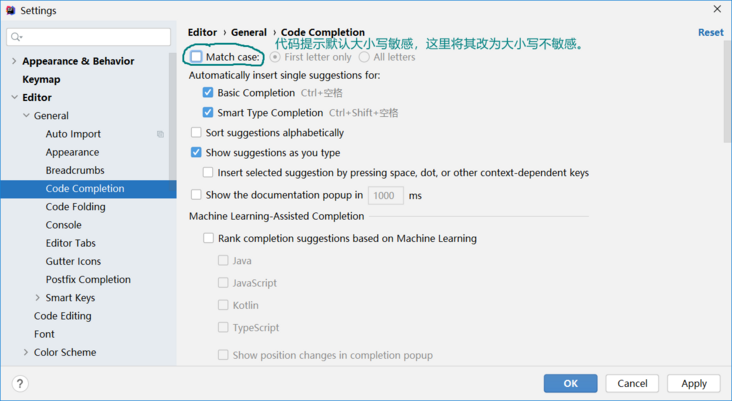 Settings
Editor › General › Code Completion
Reset
代码提示默认大小写敏感，这里将其改为大小写不敏感。
Match case: First letter only All letters
Appearance & Behavior
Keymap
Editor
General
Auto Import
Appearance
Breadcrumbs
Code Completion
Code Folding
Console
Editor Tabs
Gutter Icons
Postfix Completion
Smart Keys
Code Editing
Font
Color Scheme
Automatically insert single suggestions for:
Basic Completion Ctrl+空格
Smart Type Completion Ctrl+Shift+空格
Sort suggestions alphabetically
Show suggestions as you type
Insert selected suggestion by pressing space, dot, or other context-dependent keys
Show the documentation popup in 1000 ms
Machine Learning-Assisted Completion
Rank completion suggestions based on Machine Learning
Java
JavaScript
Kotlin
TypeScript
Show position changes in completion popup
?
OK
Cancel
Apply